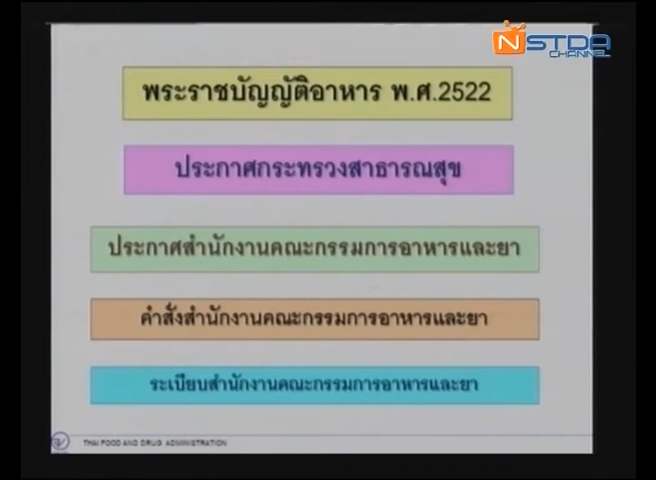 NSTDA
CHANNEL
พระราชบัญญัติอาหาร พ.ศ.2522
ประกาศกระทรวงสาธารณสุข
ประกาศสำนักงานคณะกรรมการอาหารและยา
คำสั่งสำนักงานคณะกรรมการอาหารและยา
ระเบียบสำนักงานคณะกรรมการอาหารและยา
THAI FOOD AND DRUG ADMINISTRATION